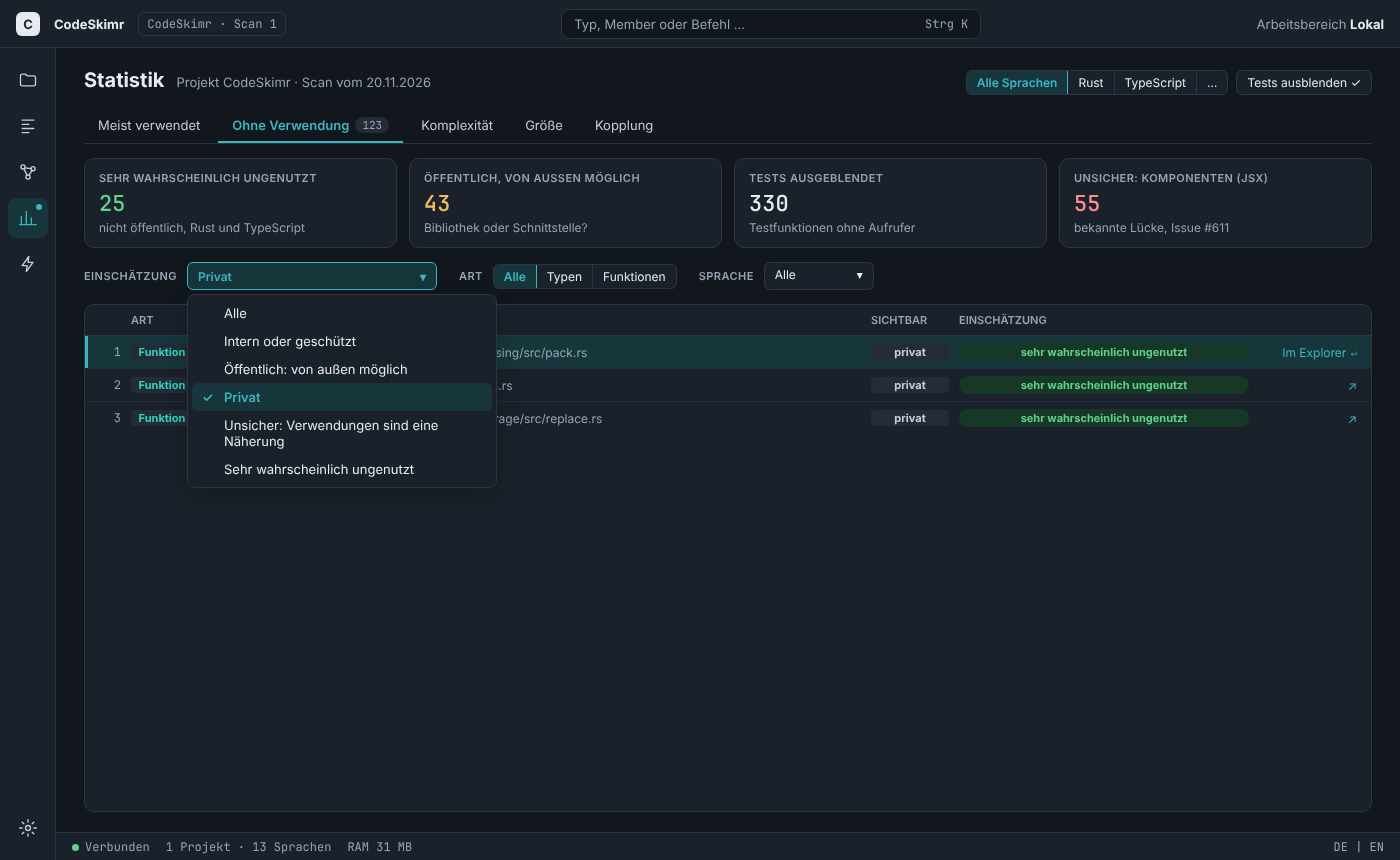 C CodeSkimr CodeSkimr · Scan 1 Typ, Member oder Befehl ... Strg K Arbeitsbereich Lokal
Statistik Projekt CodeSkimr · Scan vom 20.11.2026 Alle Sprachen Rust TypeScript ... Tests ausblenden ✓
Meist verwendet Ohne Verwendung 123 Komplexität Größe Kopplung
SEHR WAHRSCHEINLICH UNGENUTZT
25
nicht öffentlich, Rust und TypeScript
ÖFFENTLICH, VON AUSSEN MÖGLICH
43
Bibliothek oder Schnittstelle?
TESTS AUSGEBLENDET
330
Testfunktionen ohne Aufrufer
UNSICHER: KOMPONENTEN (JSX)
55
bekannte Lücke, Issue #611
EINSCHÄTZUNG Privat ▾ ART Alle Typen Funktionen SPRACHE Alle ▾
Alle
Intern oder geschützt
Öffentlich: von außen möglich
✓ Privat
Unsicher: Verwendungen sind eine
Näherung
Sehr wahrscheinlich ungenutzt
ART SICHTBAR EINSCHÄTZUNG
1 Funktion sing/src/pack.rs privat sehr wahrscheinlich ungenutzt Im Explorer ↵
2 Funktion .rs privat sehr wahrscheinlich ungenutzt ↗
3 Funktion rage/src/replace.rs privat sehr wahrscheinlich ungenutzt ↗
Verbunden 1 Projekt · 13 Sprachen RAM 31 MB DE | EN